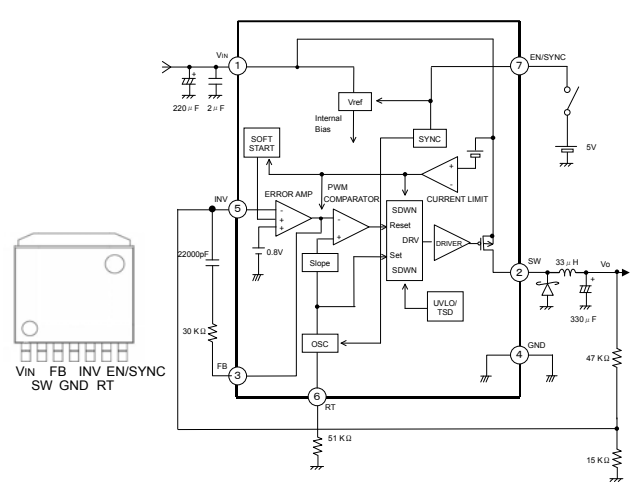 VIN
1
220μF
2μF
Vref
Internal
Bias
EN/SYNC
7
5V
SYNC
SOFT
START
INV
5
ERROR AMP
PWM
COMPARATOR
CURRENT LIMIT
+
-
-
+
+
-
+
0.8V
SDWN
Reset
DRV
Set
SDWN
DRIVER
SW
2
33μH
Vo
+
330μF
22000pF
Slope
UVLO/
TSD
30KΩ
OSC
GND
4
FB
3
6
RT
47KΩ
51KΩ
15KΩ
VIN FB INV EN/SYNC
SW GND RT